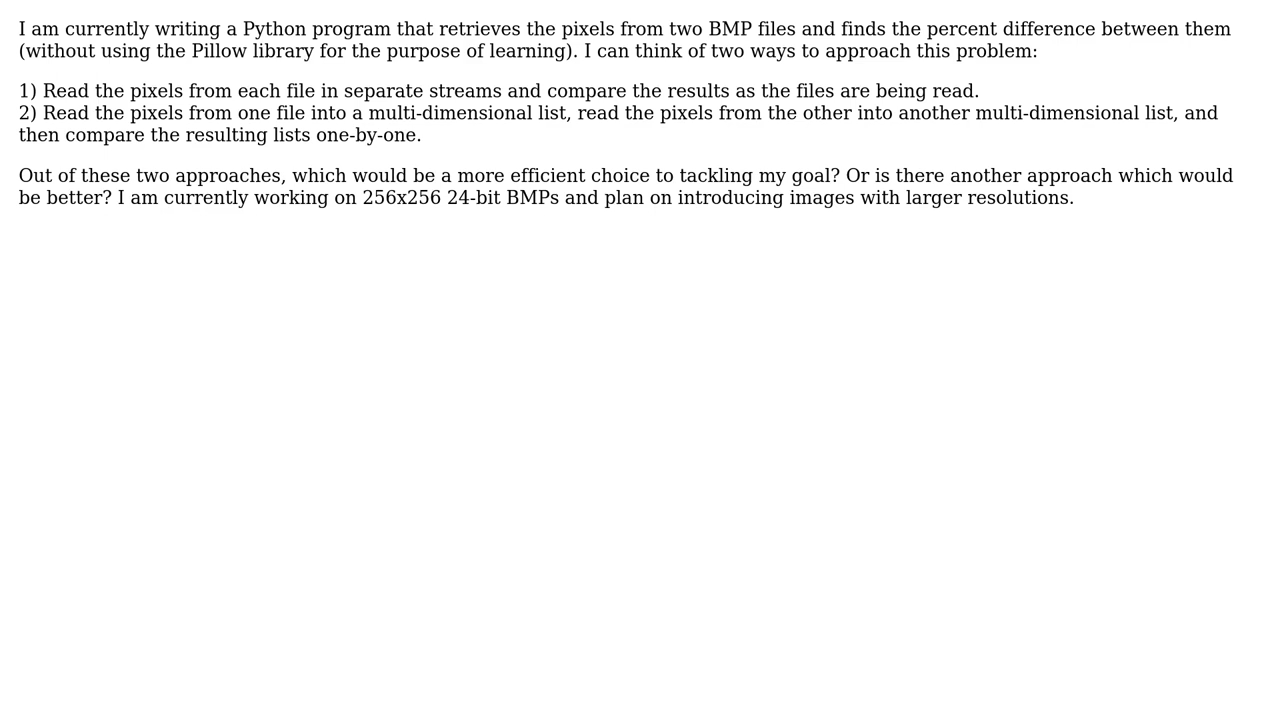 I am currently writing a Python program that retrieves the pixels from two BMP files and finds the percent difference between them
(without using the Pillow library for the purpose of learning). I can think of two ways to approach this problem:
1) Read the pixels from each file in separate streams and compare the results as the files are being read.
2) Read the pixels from one file into a multi-dimensional list, read the pixels from the other into another multi-dimensional list, and
then compare the resulting lists one-by-one.
Out of these two approaches, which would be a more efficient choice to tackling my goal? Or is there another approach which would
be better? I am currently working on 256x256 24-bit BMPs and plan on introducing images with larger resolutions.